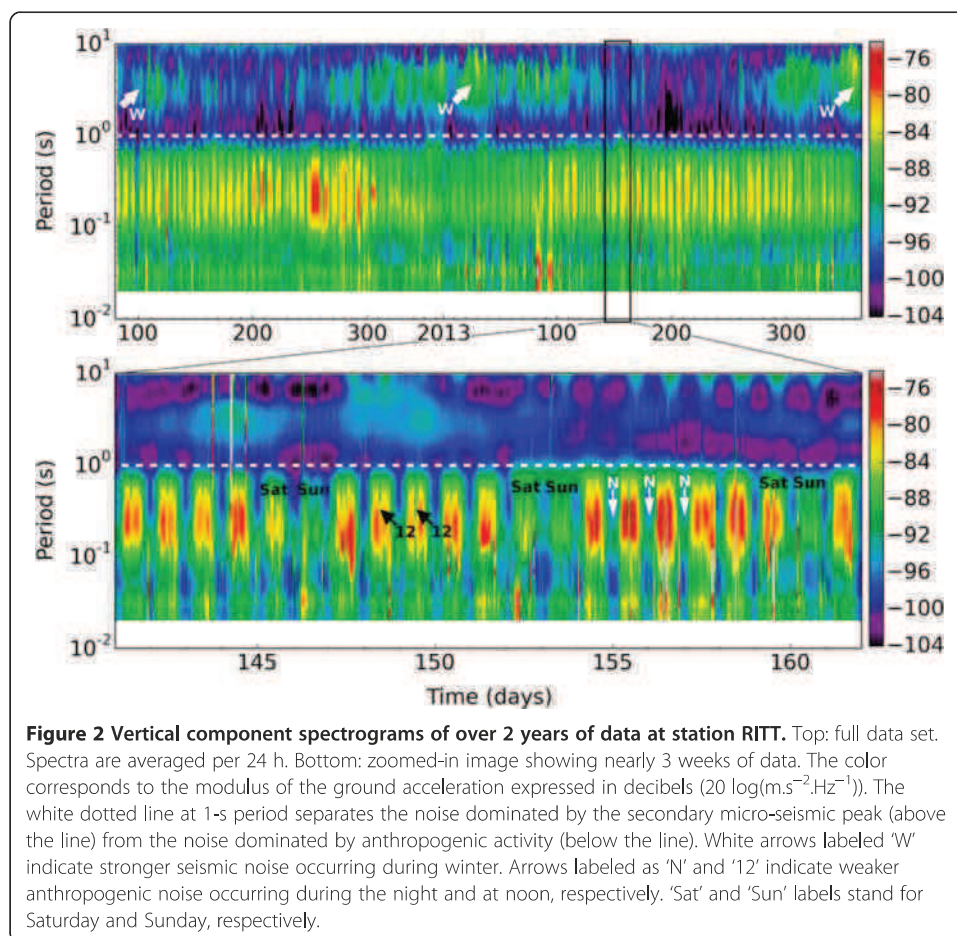 10¹
10⁰
10⁻¹
10⁻²
Period (s)
W
W
W
100
200
300
2013
100
200
300
−76
−80
−84
−88
−92
−96
−100
−104
10¹
10⁰
10⁻¹
10⁻²
Period (s)
Sat Sun
Sat Sun
Sat Sun
12
12
N
N
N
145
150
155
160
Time (days)
−76
−80
−84
−88
−92
−96
−100
−104
Figure 2 Vertical component spectrograms of over 2 years of data at station RITT. Top: full data set.
Spectra are averaged per 24 h. Bottom: zoomed-in image showing nearly 3 weeks of data. The color
corresponds to the modulus of the ground acceleration expressed in decibels (20 log(m.s⁻².Hz⁻¹)). The
white dotted line at 1-s period separates the noise dominated by the secondary micro-seismic peak (above
the line) from the noise dominated by anthropogenic activity (below the line). White arrows labeled ‘W’
indicate stronger seismic noise occurring during winter. Arrows labeled as ‘N’ and ‘12’ indicate weaker
anthropogenic noise occurring during the night and at noon, respectively. ‘Sat’ and ‘Sun’ labels stand for
Saturday and Sunday, respectively.